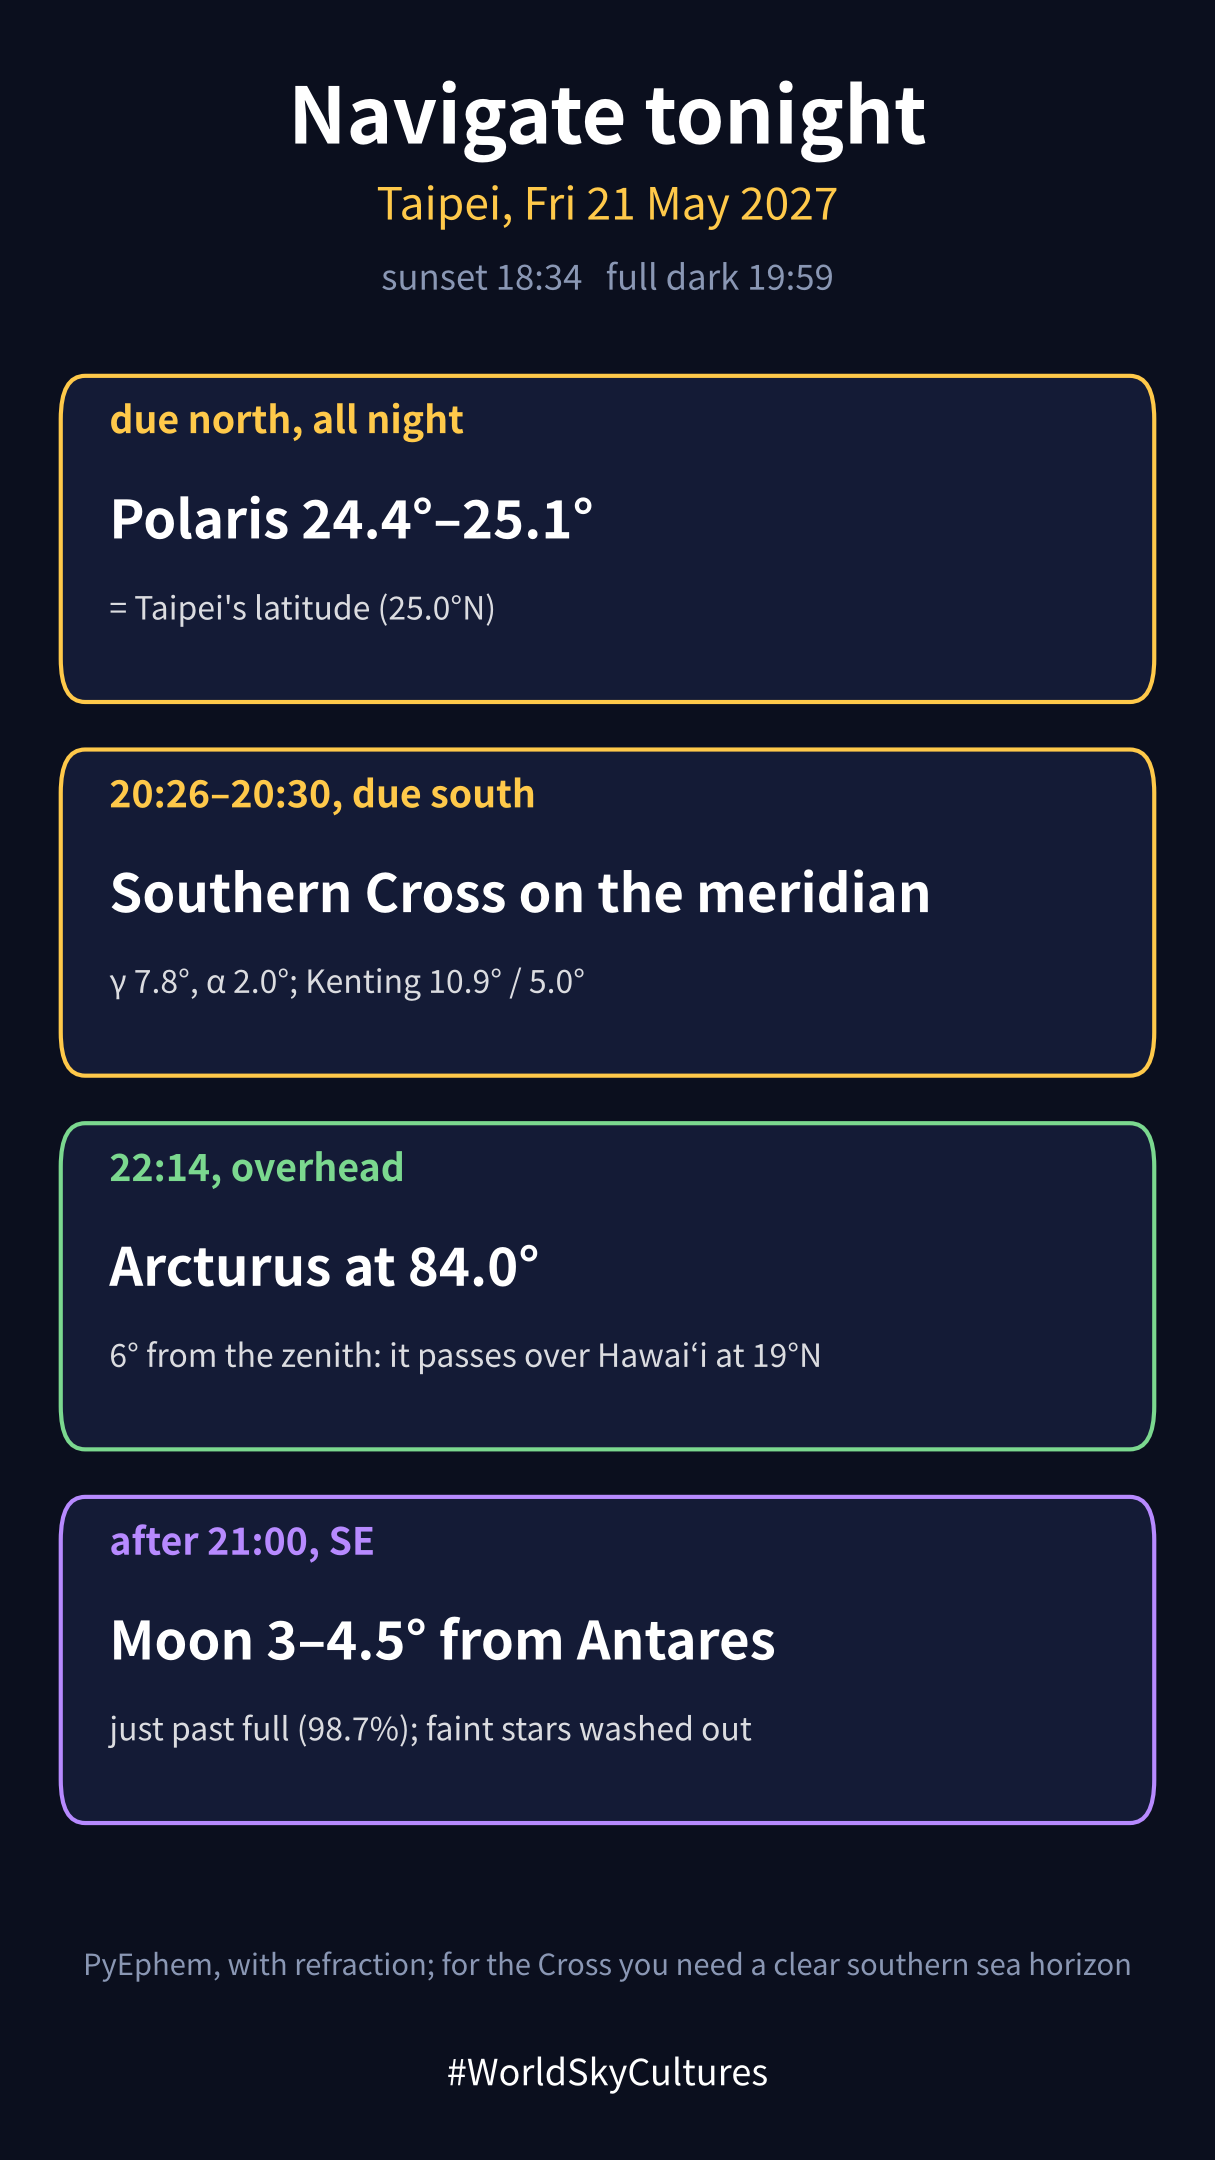 Navigate tonight
Taipei, Fri 21 May 2027
sunset 18:34   full dark 19:59
due north, all night
Polaris 24.4°–25.1°
= Taipei's latitude (25.0°N)
20:26–20:30, due south
Southern Cross on the meridian
γ 7.8°, α 2.0°; Kenting 10.9° / 5.0°
22:14, overhead
Arcturus at 84.0°
6° from the zenith: it passes over Hawaiʻi at 19°N
after 21:00, SE
Moon 3–4.5° from Antares
just past full (98.7%); faint stars washed out
PyEphem, with refraction; for the Cross you need a clear southern sea horizon
#WorldSkyCultures